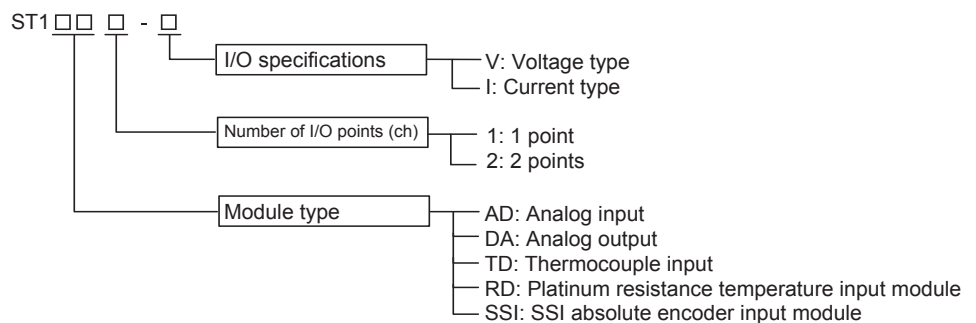 ST1□□ □ - □
I/O specifications
V: Voltage type
I: Current type
Number of I/O points (ch)
1: 1 point
2: 2 points
Module type
AD: Analog input
DA: Analog output
TD: Thermocouple input
RD: Platinum resistance temperature input module
SSI: SSI absolute encoder input module